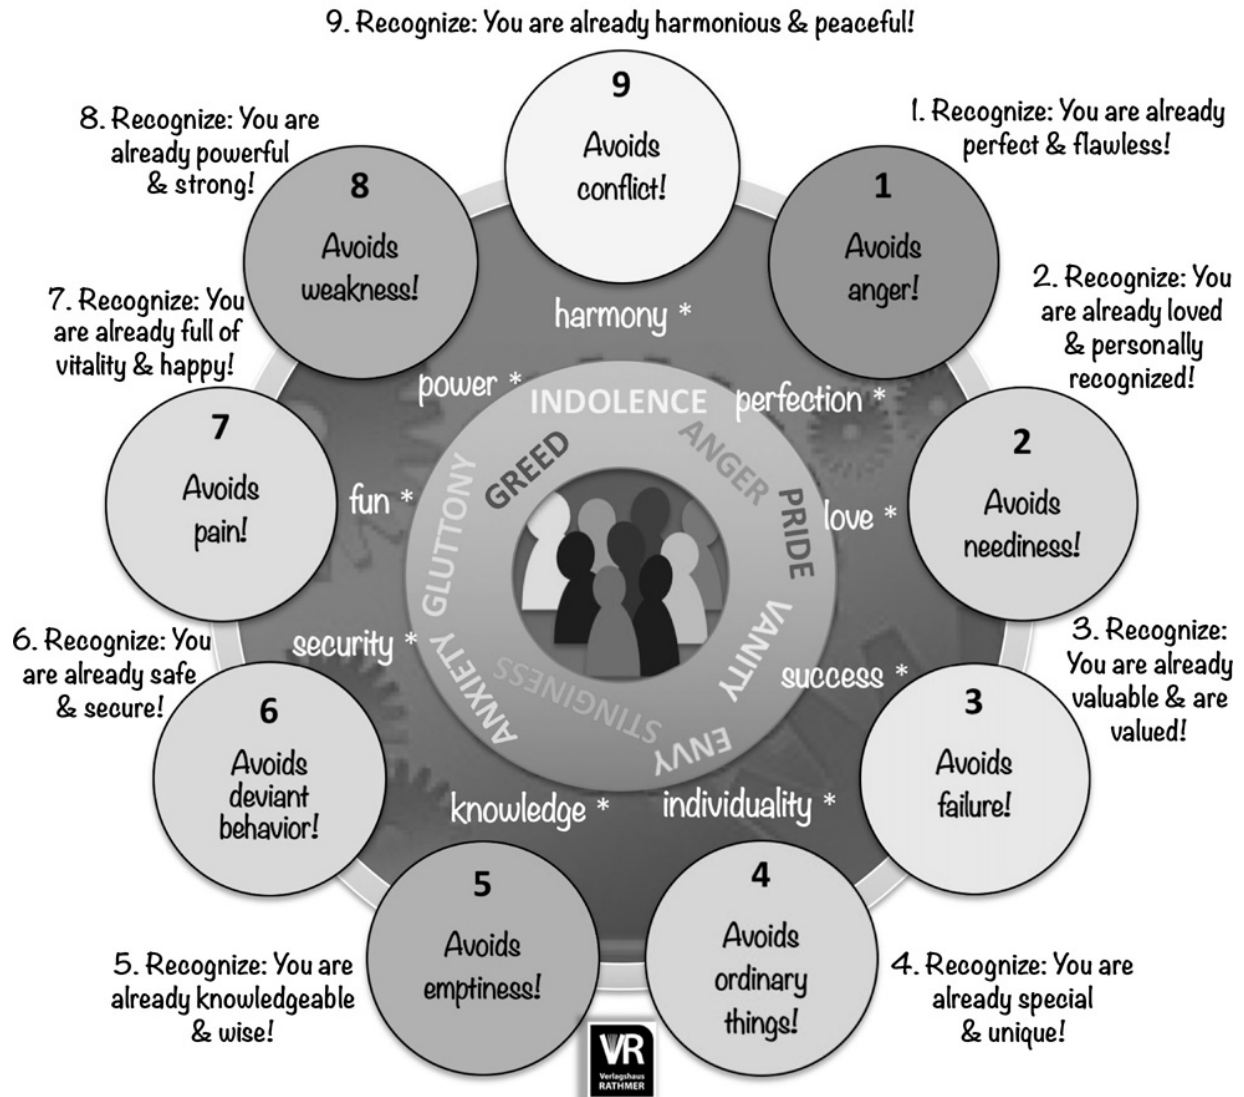 9. Recognize: You are already harmonious & peaceful!
9
Avoids
conflict!
8. Recognize: You are
already powerful
& strong!
8
Avoids
weakness!
1. Recognize: You are already
perfect & flawless!
1
Avoids
anger!
7. Recognize: You
are already full of
vitality & happy!
7
Avoids
pain!
2. Recognize: You
are already loved
& personally
recognized!
2
Avoids
neediness!
harmony *
power *
perfection *
fun *
love *
security *
success *
knowledge *
individuality *
INDOLENCE
GREED
ANGER
GLUTTONY
PRIDE
ANXIETY
VANITY
STINGINESS
ENVY
6. Recognize: You
are already safe
& secure!
6
Avoids
deviant
behavior!
3. Recognize:
You are already
valuable & are
valued!
3
Avoids
failure!
5. Recognize: You are
already knowledgeable
& wise!
5
Avoids
emptiness!
4
Avoids
ordinary
things!
4. Recognize: You are
already special
& unique!
VR
Verlagshaus
RATHMER